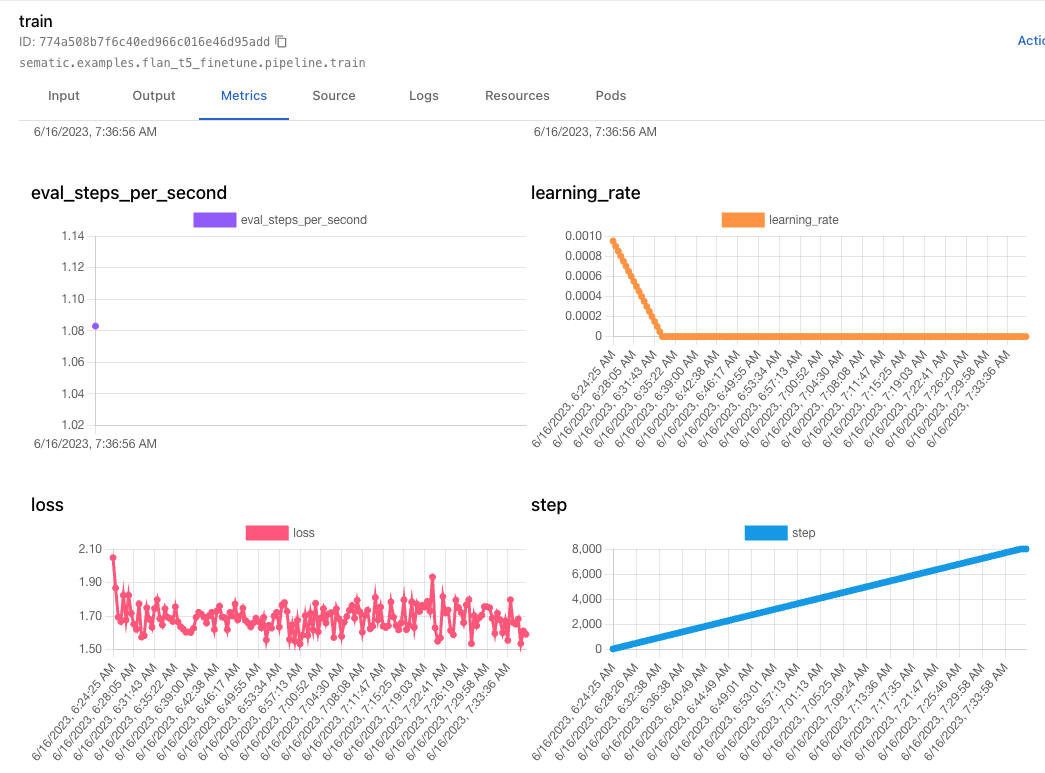 train
ID: 774a508b7f6c40ed966c016e46d95add
Actio
sematic.examples.flan_t5_finetune.pipeline.train
Input Output Metrics Source Logs Resources Pods
6/16/2023, 7:36:56 AM 6/16/2023, 7:36:56 AM
eval_steps_per_second
eval_steps_per_second
1.14
1.12
1.10
1.08
1.06
1.04
1.02
6/16/2023, 7:36:56 AM
learning_rate
learning_rate
0.0010
0.0008
0.0006
0.0004
0.0002
0
6/16/2023, 6:24:25 AM
6/16/2023, 6:28:05 AM
6/16/2023, 6:31:43 AM
6/16/2023, 6:35:22 AM
6/16/2023, 6:39:00 AM
6/16/2023, 6:42:38 AM
6/16/2023, 6:46:17 AM
6/16/2023, 6:49:55 AM
6/16/2023, 6:53:34 AM
6/16/2023, 6:57:13 AM
6/16/2023, 7:00:52 AM
6/16/2023, 7:04:30 AM
6/16/2023, 7:08:08 AM
6/16/2023, 7:11:47 AM
6/16/2023, 7:15:25 AM
6/16/2023, 7:19:03 AM
6/16/2023, 7:22:41 AM
6/16/2023, 7:26:20 AM
6/16/2023, 7:29:58 AM
6/16/2023, 7:33:36 AM
loss
loss
2.10
1.90
1.70
1.50
6/16/2023, 6:24:25 AM
6/16/2023, 6:28:05 AM
6/16/2023, 6:31:43 AM
6/16/2023, 6:35:22 AM
6/16/2023, 6:39:00 AM
6/16/2023, 6:42:38 AM
6/16/2023, 6:46:17 AM
6/16/2023, 6:49:55 AM
6/16/2023, 6:53:34 AM
6/16/2023, 6:57:13 AM
6/16/2023, 7:00:52 AM
6/16/2023, 7:04:30 AM
6/16/2023, 7:08:08 AM
6/16/2023, 7:11:47 AM
6/16/2023, 7:15:25 AM
6/16/2023, 7:19:03 AM
6/16/2023, 7:22:41 AM
6/16/2023, 7:26:19 AM
6/16/2023, 7:29:58 AM
6/16/2023, 7:33:36 AM
step
step
8,000
6,000
4,000
2,000
0
6/16/2023, 6:24:25 AM
6/16/2023, 6:28:26 AM
6/16/2023, 6:32:38 AM
6/16/2023, 6:36:38 AM
6/16/2023, 6:40:49 AM
6/16/2023, 6:44:49 AM
6/16/2023, 6:49:01 AM
6/16/2023, 6:53:01 AM
6/16/2023, 6:57:13 AM
6/16/2023, 7:01:13 AM
6/16/2023, 7:05:25 AM
6/16/2023, 7:09:24 AM
6/16/2023, 7:13:36 AM
6/16/2023, 7:17:35 AM
6/16/2023, 7:21:47 AM
6/16/2023, 7:25:46 AM
6/16/2023, 7:29:58 AM
6/16/2023, 7:33:58 AM